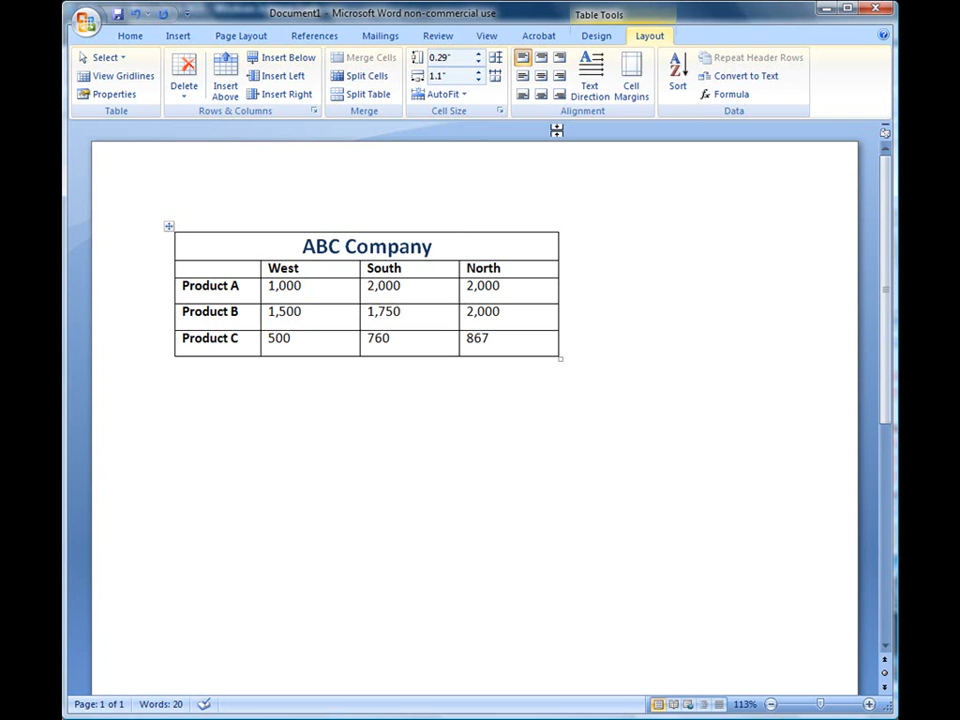 Document1 - Microsoft Word non-commercial use
Table Tools
Home Insert Page Layout References Mailings Review View Acrobat Design Layout
Select
View Gridlines
Properties
Table
Delete
Insert Above
Insert Below
Insert Left
Insert Right
Rows & Columns
Merge Cells
Split Cells
Split Table
Merge
0.29"
1.1"
AutoFit
Cell Size
Text Direction
Cell Margins
Alignment
Sort
Repeat Header Rows
Convert to Text
Formula
Data
ABC Company
West South North
Product A 1,000 2,000 2,000
Product B 1,500 1,750 2,000
Product C 500 760 867
Page: 1 of 1 Words: 20 113%